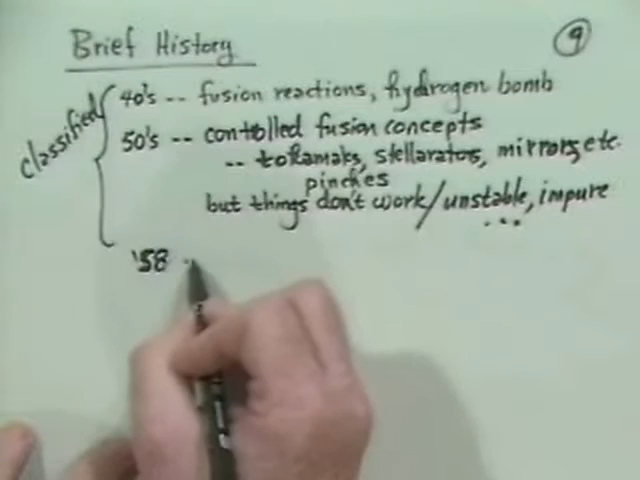 Brief History
9
classified
40's -- fusion reactions, hydrogen bomb
50's -- controlled fusion concepts
-- tokamaks, stellarators, mirrors, etc.
pinches
but things don't work/unstable, impure
...
'58 -